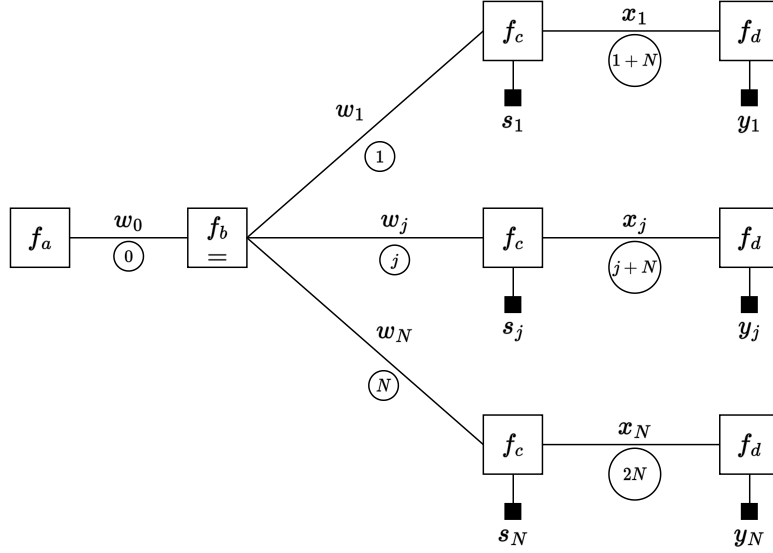 f_c x_1 f_d
1 + N
s_1 y_1
w_1
1
f_a w_0 f_b w_j f_c x_j f_d
=
0 j j + N
s_j y_j
w_N
N
f_c x_N f_d
2N
s_N y_N